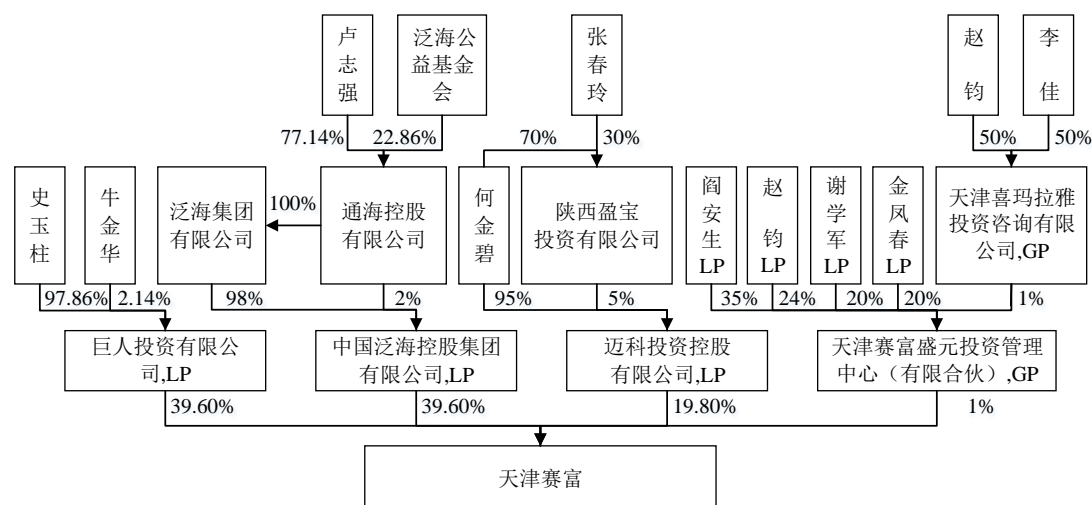 卢志强
泛海公益基金会
张春玲
赵钧
李佳
77.14%
22.86%
70%
30%
50%
50%
史玉柱
牛金华
泛海集团
有限公司
100%
通海控股
有限公司
何金碧
陕西盈宝
投资有限公司
阎安生LP
赵钧LP
谢学军LP
金凤春LP
天津喜玛拉雅
投资咨询有限
公司,GP
97.86%
2.14%
98%
2%
95%
5%
35%
24%
20%
20%
1%
巨人投资有限公
司,LP
中国泛海控股集团
有限公司,LP
迈科投资控股
有限公司,LP
天津赛富盛元投资管理
中心（有限合伙）,GP
39.60%
39.60%
19.80%
1%
天津赛富